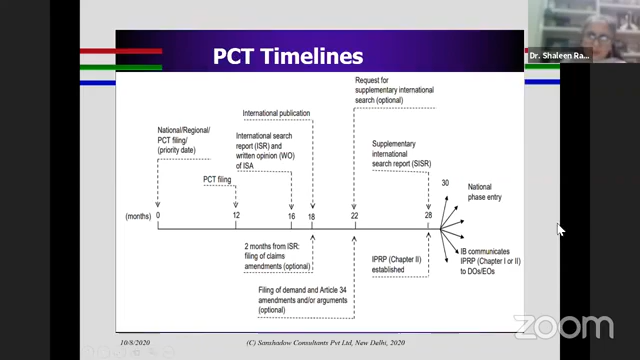 PCT Timelines
Dr. Shaleen Ra...
Request for
supplementary international
search (optional)
International publication
National/Regional/
PCT filing/
(priority date)
International search
report (ISR) and
written opinion (WO)
of ISA
Supplementary
international
search report (SISR)
PCT filing
30
National
phase entry
(months)
0
12
16
18
22
28
2 months from ISR:
filing of claims
amendments (optional)
IPRP (Chapter II)
established
IB communicates
IPRP (Chapter I or II)
to DOs/EOs
Filing of demand and Article 34
amendments and/or arguments
(optional)
zoom
10/8/2020
(C) Sanshadow Consultants Pvt Ltd, New Delhi, 2020